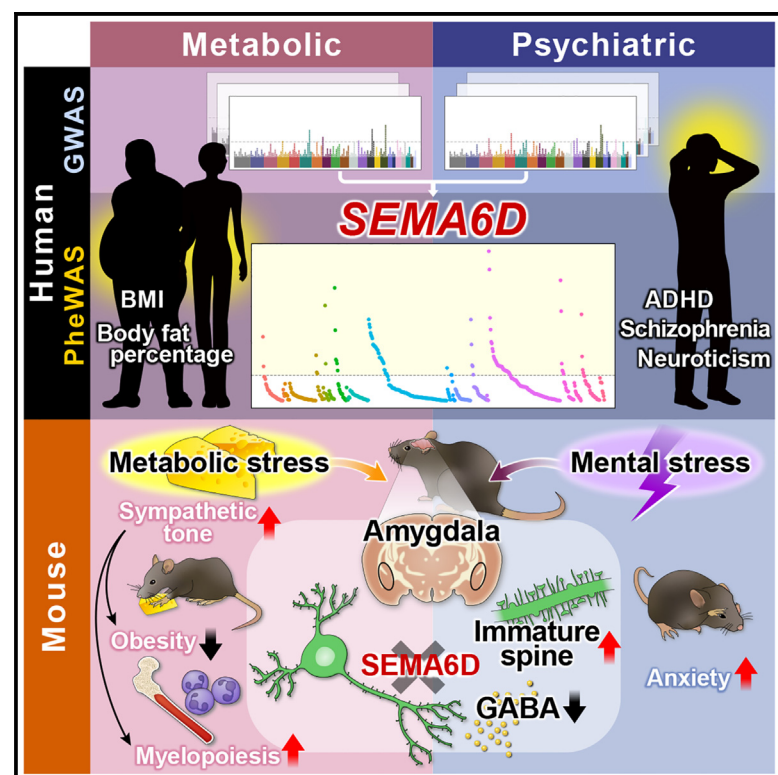 Metabolic
Psychiatric
Human
GWAS
PheWAS
SEMA6D
BMI
Body fat
percentage
ADHD
Schizophrenia
Neuroticism
Mouse
Metabolic stress
Mental stress
Sympathetic
tone
Amygdala
Obesity
Immature
spine
SEMA6D
GABA
Anxiety
Myelopoiesis